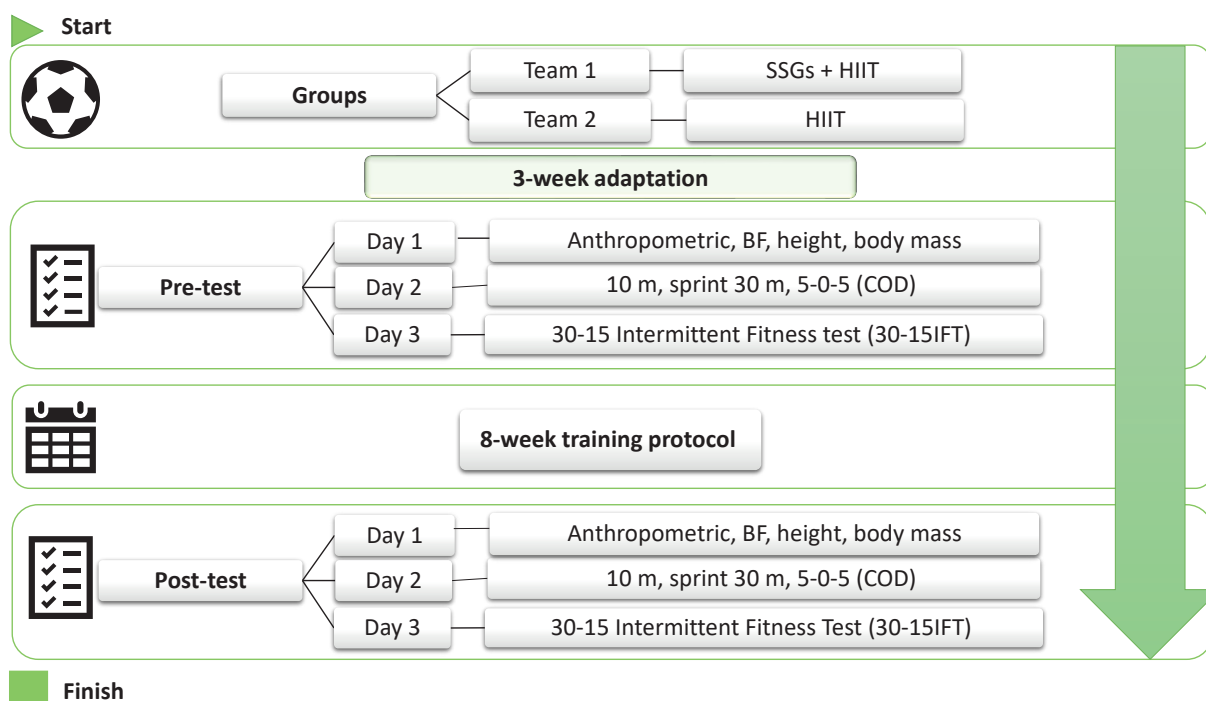 Start
Groups
Team 1
SSGs + HIIT
Team 2
HIIT
3-week adaptation
Pre-test
Day 1
Anthropometric, BF, height, body mass
Day 2
10 m, sprint 30 m, 5-0-5 (COD)
Day 3
30-15 Intermittent Fitness test (30-15IFT)
8-week training protocol
Post-test
Day 1
Anthropometric, BF, height, body mass
Day 2
10 m, sprint 30 m, 5-0-5 (COD)
Day 3
30-15 Intermittent Fitness Test (30-15IFT)
Finish